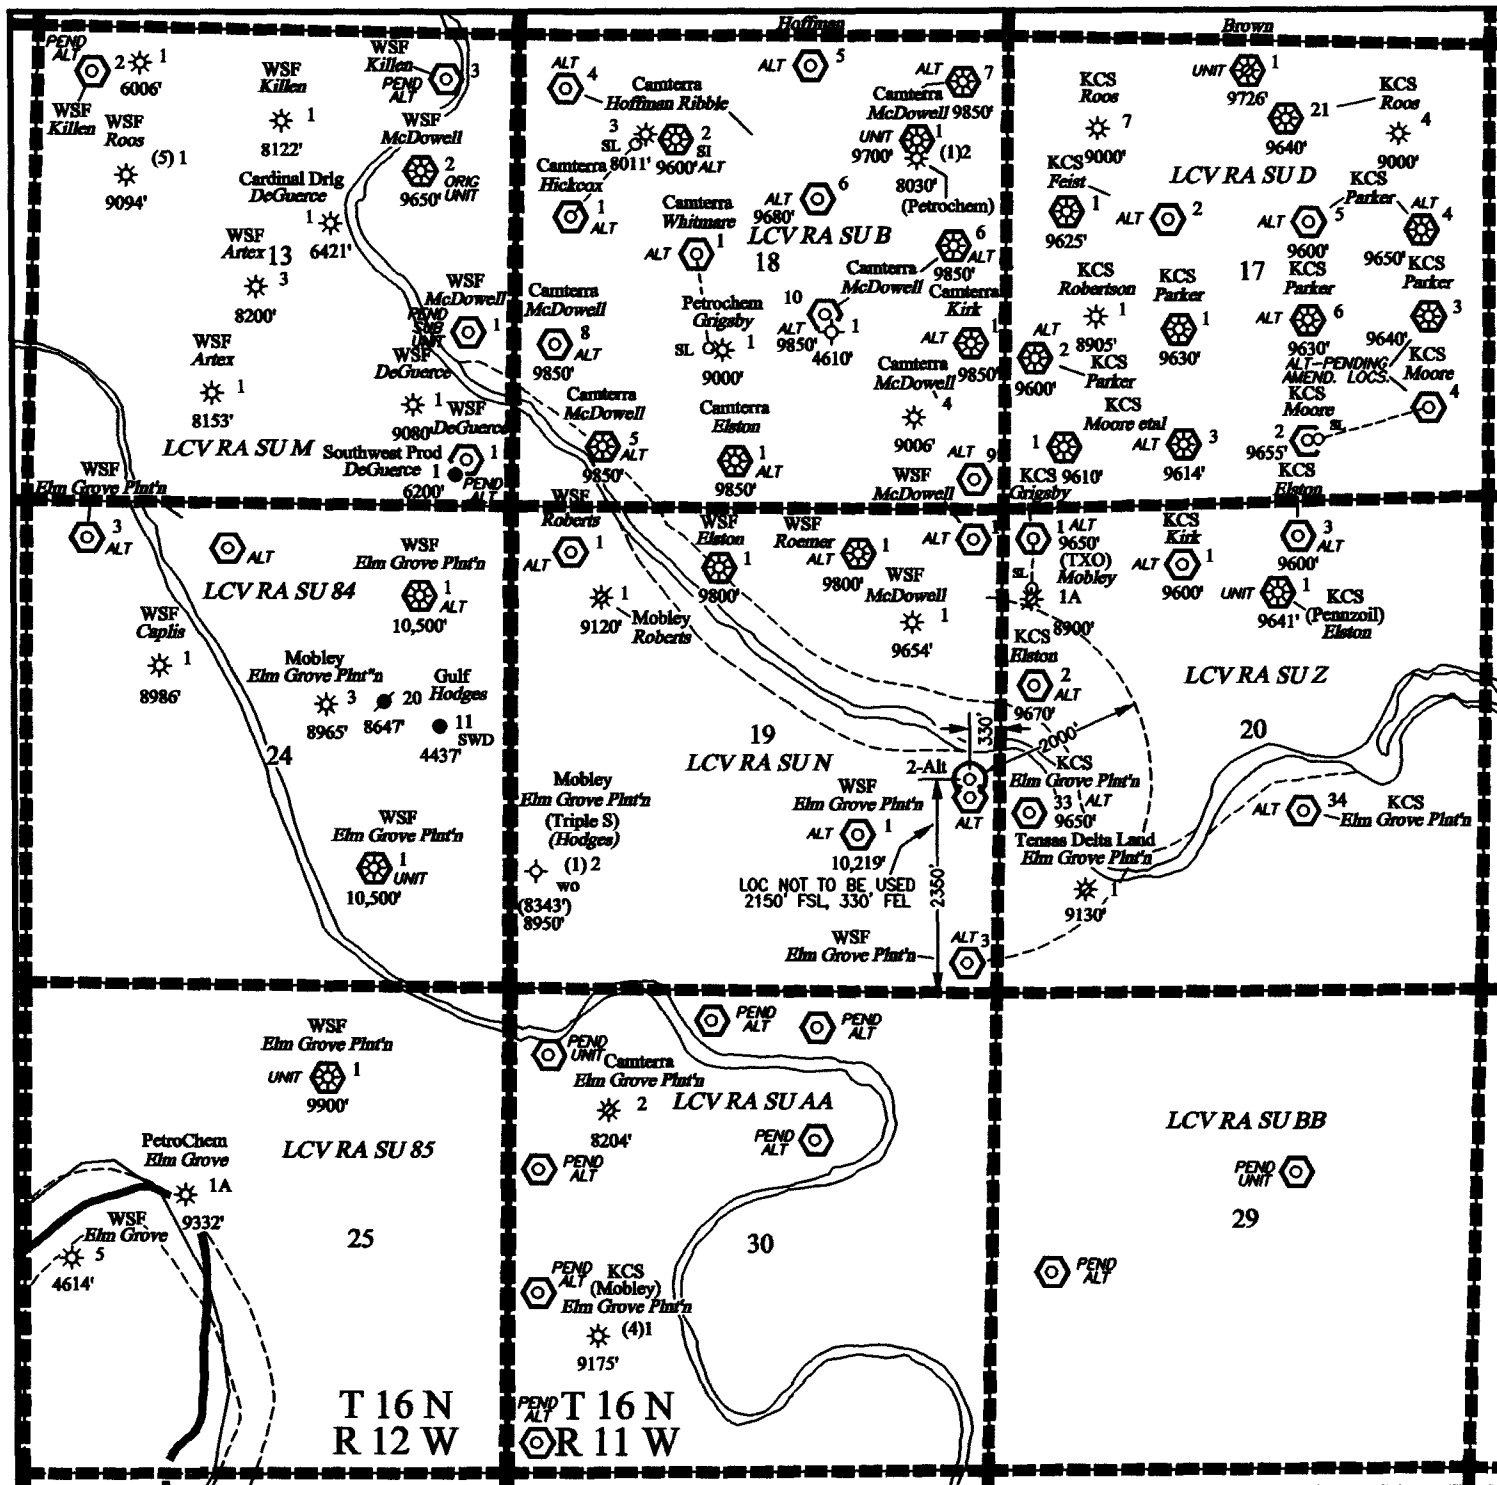 Hoffman
Brown
PEND
ALT
2
1
6006'
WSF
Killen
WSF
Roos
(5) 1
9094'
WSF
Killen
1
8122'
WSF
Killen
PEND
ALT
3
WSF
McDowell
2
ORIG
UNIT
9650'
Cardinal Drlg
DeGuerce
1
6421'
WSF
Artex
13
3
8200'
WSF
McDowell
PEND
SUB
UNIT
1
WSF
Artex
1
8153'
WSF
DeGuerce
1
9080'
WSF
DeGuerce
LCV RA SU M
Southwest Prod
DeGuerce
1
1
6200'
PEND
ALT
ALT
4
Camterra
Hoffman Ribble
3
SL
8011'
2
SI
9600'
ALT
Camterra
Hickcox
1
ALT
ALT
5
ALT
7
Camterra
McDowell
9850'
UNIT
1
9700'
(1)2
8030'
(Petrochem)
ALT
6
9680'
Camterra
Whitmare
ALT
1
LCV RA SU B
18
6
ALT
9850'
Camterra
McDowell
Camterra
McDowell
8
ALT
9850'
Petrochem
Grigsby
SL
1
9000'
10
ALT
9850'
1
4610'
Camterra
Kirk
1
9850'
Camterra
McDowell
4
9006'
Camterra
McDowell
5
ALT
9850'
Camterra
Elston
1
ALT
9850'
ALT
9
WSF
McDowell
UNIT
1
9726'
KCS
Roos
7
9000'
21
KCS
Roos
9640'
4
9000'
LCV RA SU D
KCS
Feist
1
9625'
ALT
2
KCS
Parker
ALT
5
9600'
ALT
4
9650'
17
KCS
Robertson
1
8905'
KCS
Parker
1
9630'
KCS
Parker
ALT
6
9630'
KCS
Parker
3
9640'
ALT
2
9600'
KCS
Parker
ALT-PENDING
AMEND. LOCS.
KCS
Moore
4
KCS
Moore etal
1
9610'
ALT
3
9614'
KCS
Moore
2
SL
9655'
KCS
Grigsby
KCS
Elston
WSF
Elm Grove Plnt'n
3
ALT
ALT
LCV RA SU 84
WSF
Elm Grove Plnt'n
1
ALT
10,500'
WSF
Caplis
1
8986'
Mobley
Elm Grove Plnt"n
3
8965'
20
8647'
Gulf
Hodges
11
SWD
4437'
24
WSF
Elm Grove Plnt'n
1
UNIT
10,500'
WSF
Roberts
ALT
1
1
9120'
Mobley
Roberts
WSF
Elston
1
9800'
WSF
Roemer
1
ALT
9800'
ALT
1
WSF
McDowell
1
9654'
19
LCV RA SU N
330'
2000'
2-Alt
ALT
2350'
Mobley
Elm Grove Plnt'n
(Triple S)
(Hodges)
(1) 2
wo
(8343')
8950'
WSF
Elm Grove Plnt'n
ALT
1
10,219'
LOC NOT TO BE USED
2150' FSL, 330' FEL
WSF
Elm Grove Plnt'n
ALT
3
1
ALT
9650'
(TXO)
Mobley
SL
1A
8900'
KCS
Kirk
ALT
1
9600'
3
ALT
9600'
UNIT
1
9641'
KCS
(Pennzoil)
Elston
KCS
Elston
2
ALT
9670'
LCV RA SU Z
20
KCS
Elm Grove Plnt'n
33
ALT
9650'
Tensas Delta Land
Elm Grove Plnt'n
1
9130'
ALT
34
KCS
Elm Grove Plnt'n
WSF
Elm Grove Plnt'n
UNIT
1
9900'
LCV RA SU 85
PetroChem
Elm Grove
1A
9332'
WSF
Elm Grove
5
4614'
25
T 16 N
R 12 W
PEND
UNIT
Camterra
Elm Grove Plnt'n
2
8204'
PEND
ALT
PEND
ALT
LCV RA SU AA
PEND
ALT
PEND
ALT
30
PEND
ALT
KCS
(Mobley)
Elm Grove Plnt'n
(4)1
9175'
PEND
ALT
T 16 N
R 11 W
LCV RA SU BB
PEND
UNIT
29
PEND
ALT